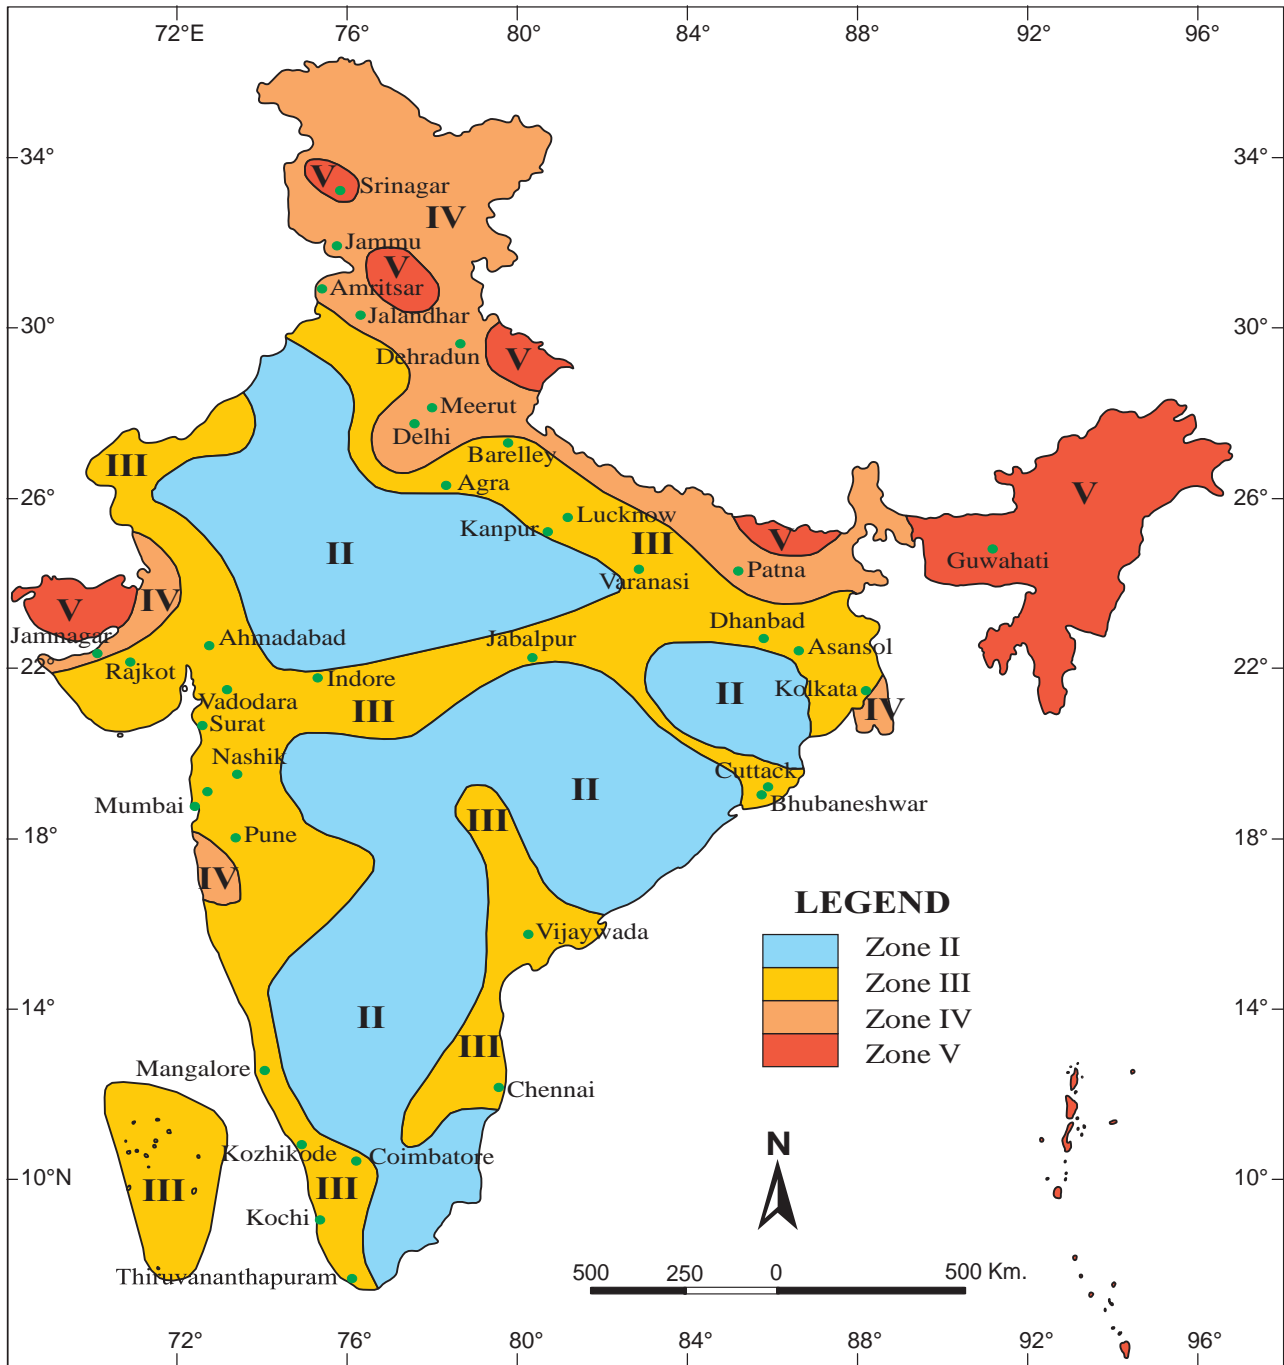 72°E 76° 80° 84° 88° 92° 96°
34° 34°
V
Srinagar
IV
Jammu
V
Amritsar
Jalandhar
30° 30°
Dehradun
V
Meerut
Delhi
Barelley
III
Agra
26° 26°
V
Lucknow
Kanpur
III
V
II
Guwahati
Varanasi
Patna
IV
V
Dhanbad
Jamnagar
Ahmadabad
Jabalpur
Asansol
22° 22°
Rajkot
Indore
Kolkata
II
Vadodara
III
IV
Surat
Nashik
Cuttack
II
Mumbai
Bhubaneshwar
III
18° 18°
Pune
IV
LEGEND
Vijaywada
Zone II
Zone III
14° 14°
II
Zone IV
III
Zone V
Mangalore
Chennai
N
Kozhikode
Coimbatore
10°N 10°
III
III
Kochi
Thiruvananthapuram
500 250 0 500 Km.
72° 76° 80° 84° 88° 92° 96°